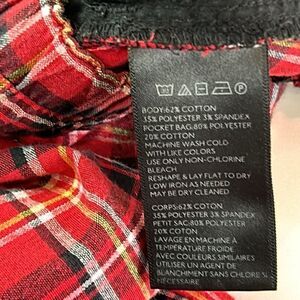 BODY:62% COTTON
35% POLYESTER 3% SPANDEX
POCKET BAG:80% POLYESTER
20% COTTON
MACHINE WASH COLD
WITH LIKE COLORS
USE ONLY NON-CHLORINE
BLEACH
RESHAPE & LAY FLAT TO DRY
LOW IRON AS NEEDED
MAY BE DRY CLEANED
CORPS:62% COTON
35% POLYESTER 3% SPANDEX
PETIT SAC:80% POLYESTER
20% COTON
LAVAGE EN MACHINE A
TEMPÉRATURE FROIDE
AVEC COULEURS SIMILAIRES
UTILISER UN AGENT DE
BLANCHIMENT SANS CHLORE SI
NECESSAIRE